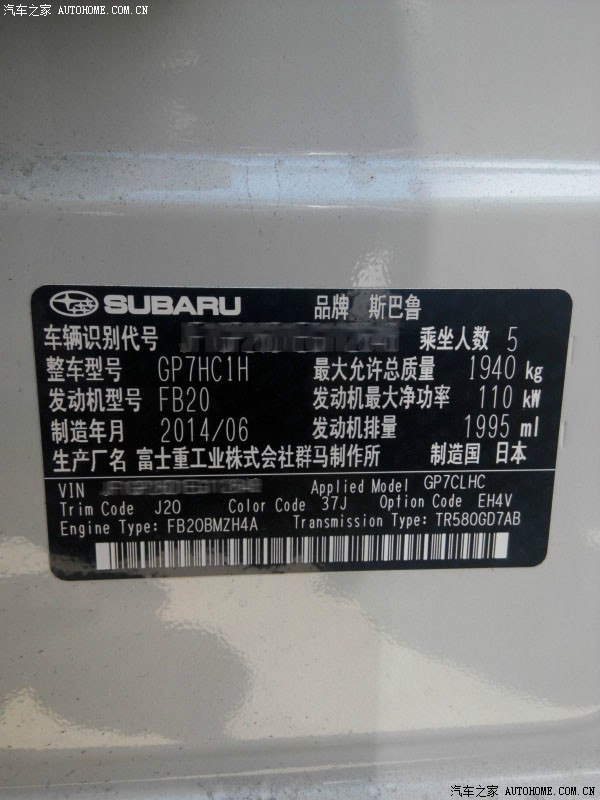 汽车之家 AUTOHOME.COM.CN
SUBARU 品牌 斯巴鲁
车辆识别代号 乘坐人数 5
整车型号 GP7HC1H 最大允许总质量 1940 kg
发动机型号 FB20 发动机最大净功率 110 kW
制造年月 2014/06 发动机排量 1995 ml
生产厂名 富士重工业株式会社群马制作所 制造国 日本
VIN Applied Model GP7CLHC
Trim Code J20 Color Code 37J Option Code EH4V
Engine Type: FB20BMZH4A Transmission Type: TR580GD7AB
汽车之家 AUTOHOME.COM.CN